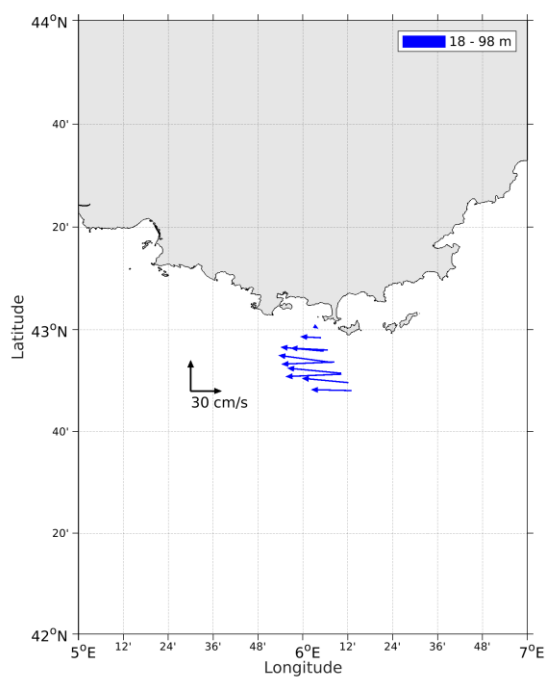 44°N
18 - 98 m
40'
20'
Latitude
43°N
30 cm/s
40'
20'
42°N
5°E
12'
24'
36'
48'
6°E
12'
24'
36'
48'
7°E
Longitude